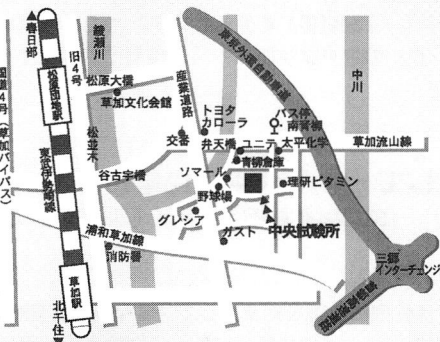 ▲春日部
綾瀬川
旧4号
国道4号(草加バイパス)
松原団地駅
東武伊勢崎線
松並木
草加駅
北千住▼
松原大橋
草加文化会館
産業道路
交番
谷古宇橋
浦和草加線
消防署
トヨタ
カローラ
弁天橋
ユニテ
太平化学
青柳倉庫
ソマール
野球場
グレシア
ガスト
バス停
南青柳
理研ビタミン
中央試験所
東京外環自動車道
中川
草加流山線
三郷
インターチェンジ
首都高速